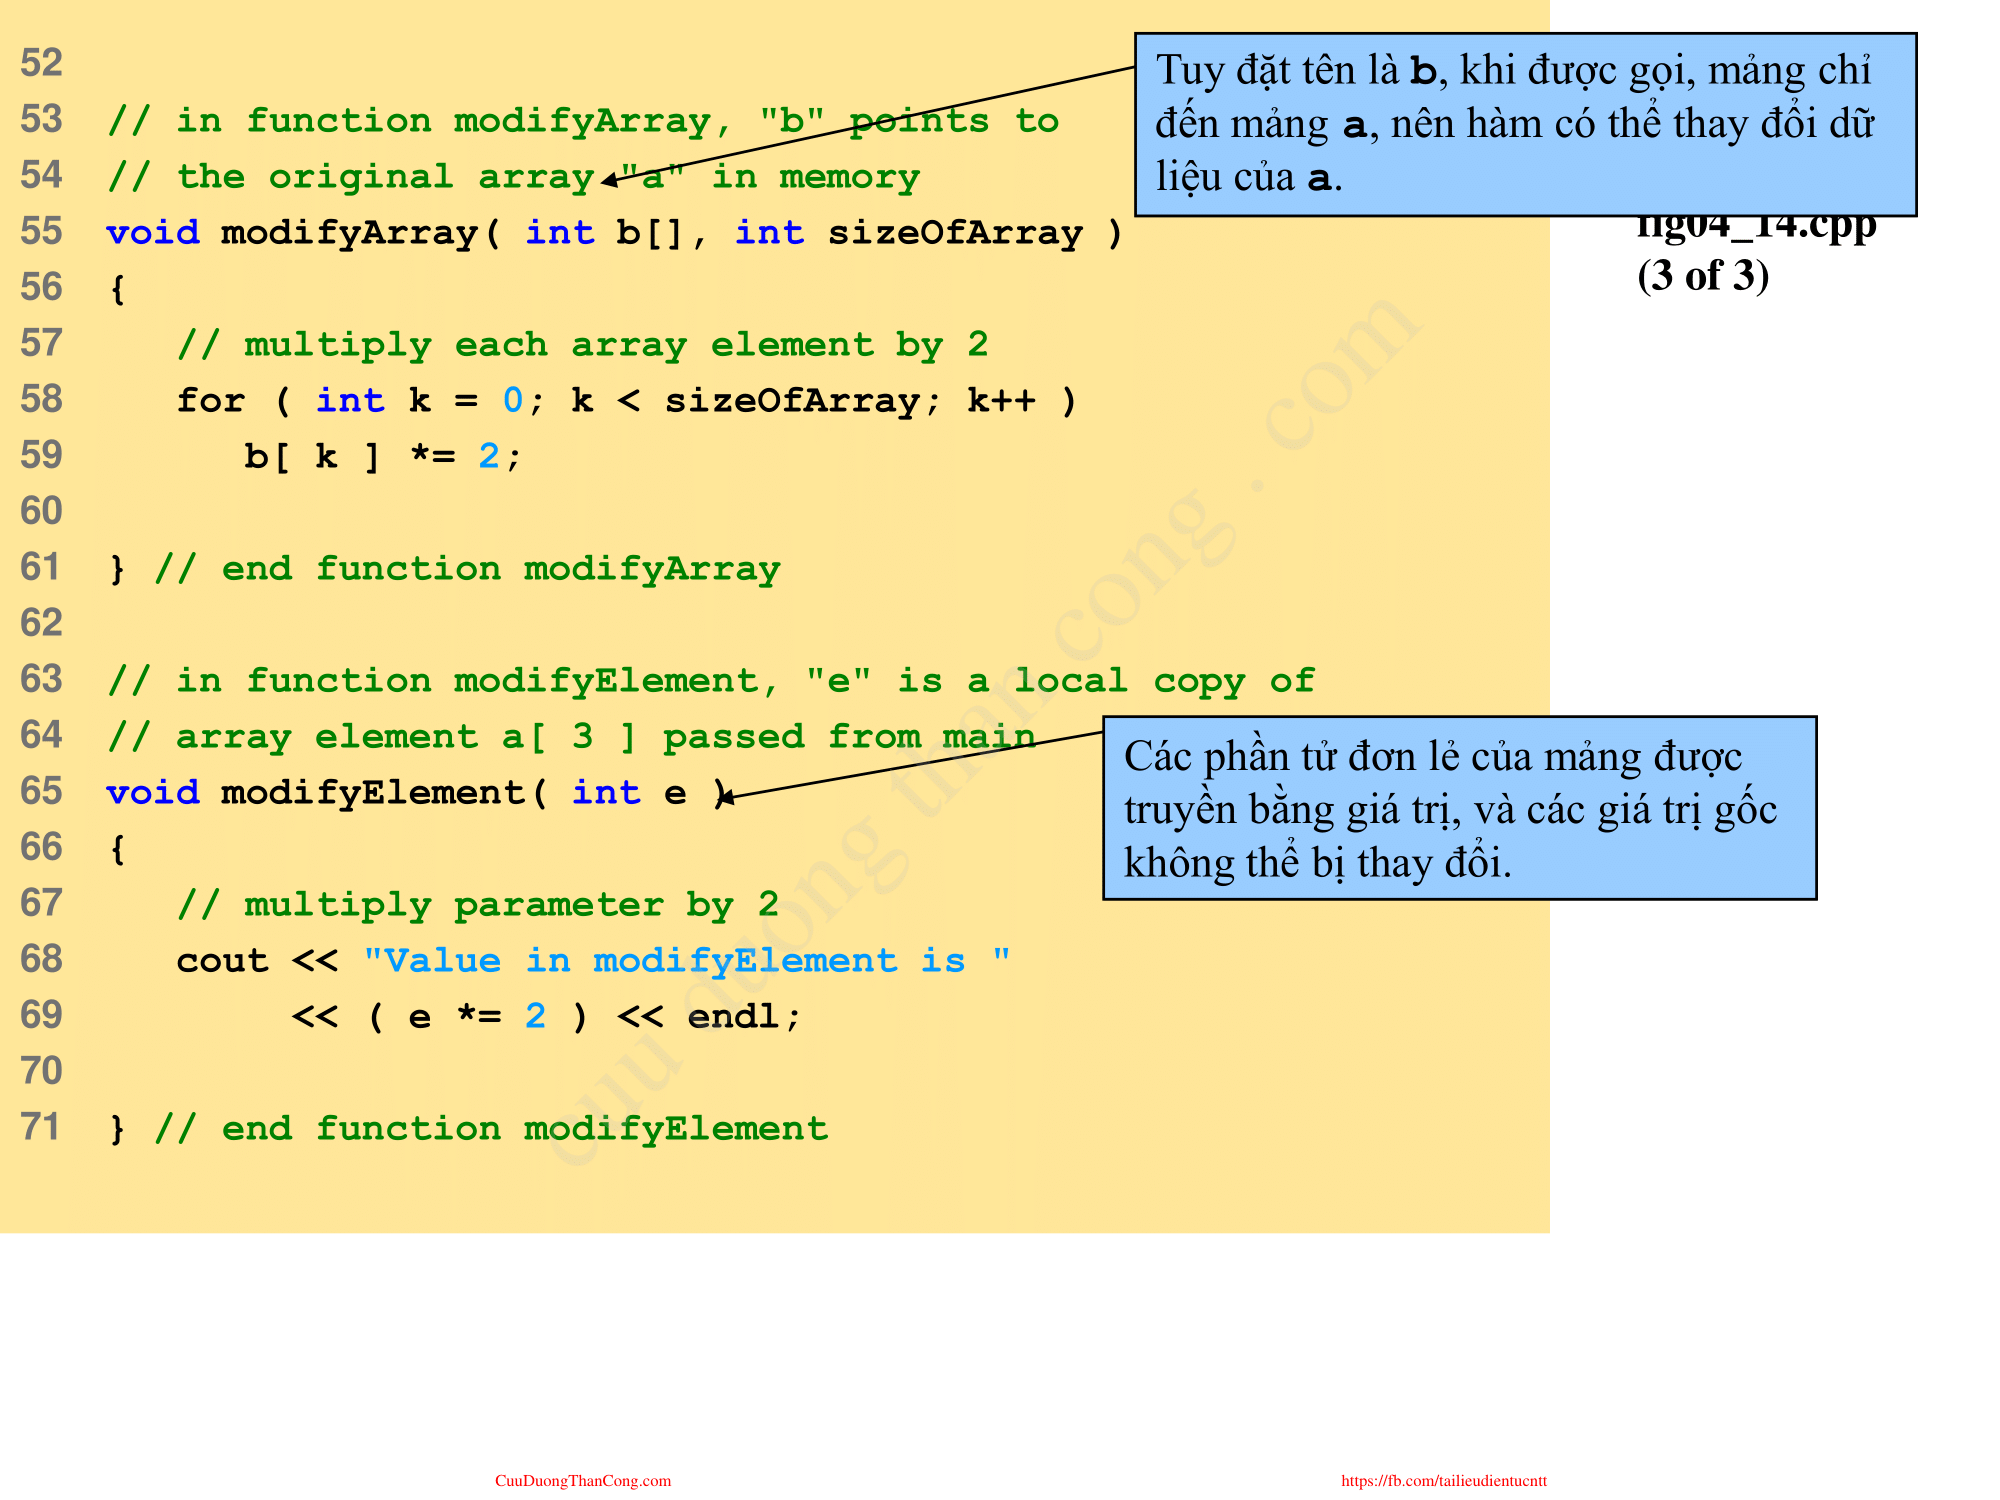 52
53 // in function modifyArray, "b" points to
54 // the original array "a" in memory
55 void modifyArray( int b[], int sizeOfArray )
56 {
57 // multiply each array element by 2
58 for ( int k = 0; k < sizeOfArray; k++ )
59 b[ k ] *= 2;
60
61 } // end function modifyArray
62
63 // in function modifyElement, "e" is a local copy of
64 // array element a[ 3 ] passed from main
65 void modifyElement( int e )
66 {
67 // multiply parameter by 2
68 cout << "Value in modifyElement is "
69 << ( e *= 2 ) << endl;
70
71 } // end function modifyElement
Tuy đặt tên là b, khi được gọi, mảng chỉ
đến mảng a, nên hàm có thể thay đổi dữ
liệu của a.
fig04_14.cpp
(3 of 3)
Các phần tử đơn lẻ của mảng được
truyền bằng giá trị, và các giá trị gốc
không thể bị thay đổi.
cuu duong than cong . com
CuuDuongThanCong.com
https://fb.com/tailieudientucntt